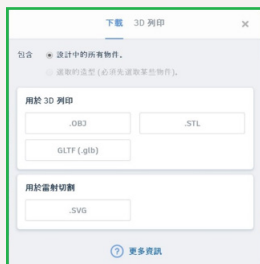 下載 3D 列印 ×
包含 設計中的所有物件。
選取的造型 (必須先選取某些物件)。
用於 3D 列印
.OBJ .STL
GLTF (.glb)
用於雷射切割
.SVG
? 更多資訊